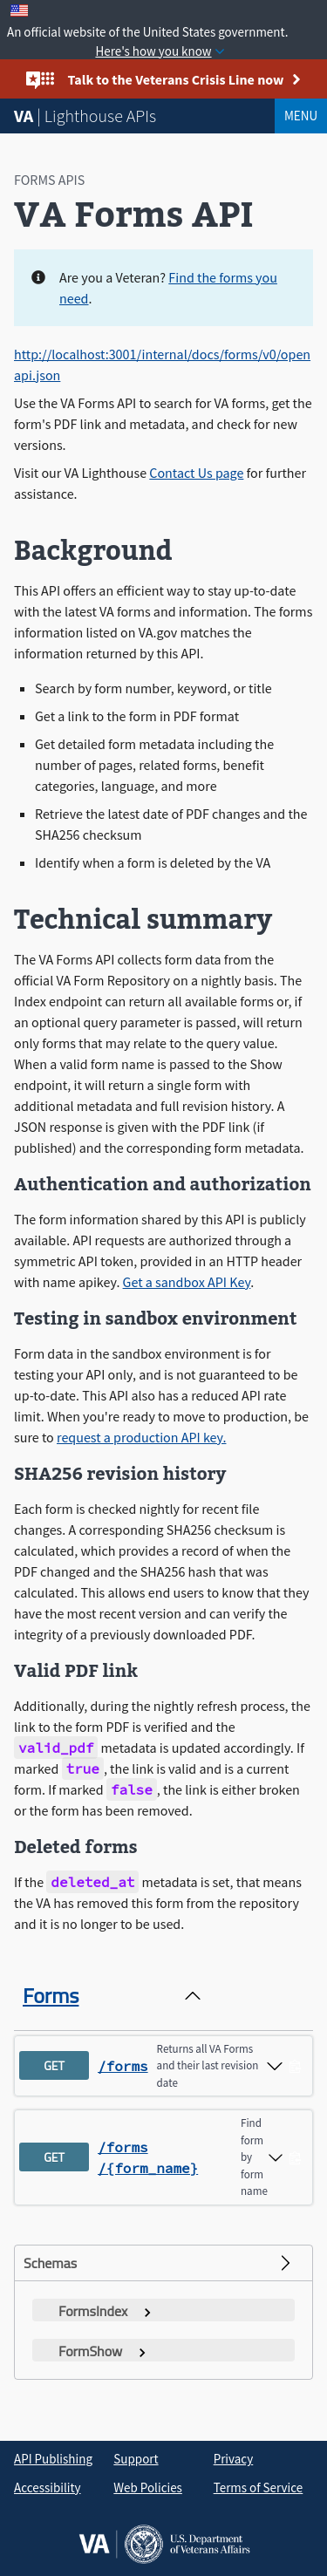 An official website of the United States government.
Here's how you know
Talk to the Veterans Crisis Line now
VA | Lighthouse APIs
MENU
FORMS APIS
VA Forms API
Are you a Veteran? Find the forms you
need.
http://localhost:3001/internal/docs/forms/v0/open
api.json
Use the VA Forms API to search for VA forms, get the
form's PDF link and metadata, and check for new
versions.
Visit our VA Lighthouse Contact Us page for further
assistance.
Background
This API offers an efficient way to stay up-to-date
with the latest VA forms and information. The forms
information listed on VA.gov matches the
information returned by this API.
Search by form number, keyword, or title
Get a link to the form in PDF format
Get detailed form metadata including the
number of pages, related forms, benefit
categories, language, and more
Retrieve the latest date of PDF changes and the
SHA256 checksum
Identify when a form is deleted by the VA
Technical summary
The VA Forms API collects form data from the
official VA Form Repository on a nightly basis. The
Index endpoint can return all available forms or, if
an optional query parameter is passed, will return
only forms that may relate to the query value.
When a valid form name is passed to the Show
endpoint, it will return a single form with
additional metadata and full revision history. A
JSON response is given with the PDF link (if
published) and the corresponding form metadata.
Authentication and authorization
The form information shared by this API is publicly
available. API requests are authorized through a
symmetric API token, provided in an HTTP header
with name apikey. Get a sandbox API Key.
Testing in sandbox environment
Form data in the sandbox environment is for
testing your API only, and is not guaranteed to be
up-to-date. This API also has a reduced API rate
limit. When you're ready to move to production, be
sure to request a production API key.
SHA256 revision history
Each form is checked nightly for recent file
changes. A corresponding SHA256 checksum is
calculated, which provides a record of when the
PDF changed and the SHA256 hash that was
calculated. This allows end users to know that they
have the most recent version and can verify the
integrity of a previously downloaded PDF.
Valid PDF link
Additionally, during the nightly refresh process, the
link to the form PDF is verified and the
valid_pdf metadata is updated accordingly. If
marked true, the link is valid and is a current
form. If marked false, the link is either broken
or the form has been removed.
Deleted forms
If the deleted_at metadata is set, that means
the VA has removed this form from the repository
and it is no longer to be used.
Forms
GET /forms Returns all VA Forms
and their last revision
date
GET /forms
/{form_name}
Find
form
by
form
name
Schemas
FormsIndex
FormShow
API Publishing Support Privacy
Accessibility Web Policies Terms of Service
VA | U.S. Department
of Veterans Affairs